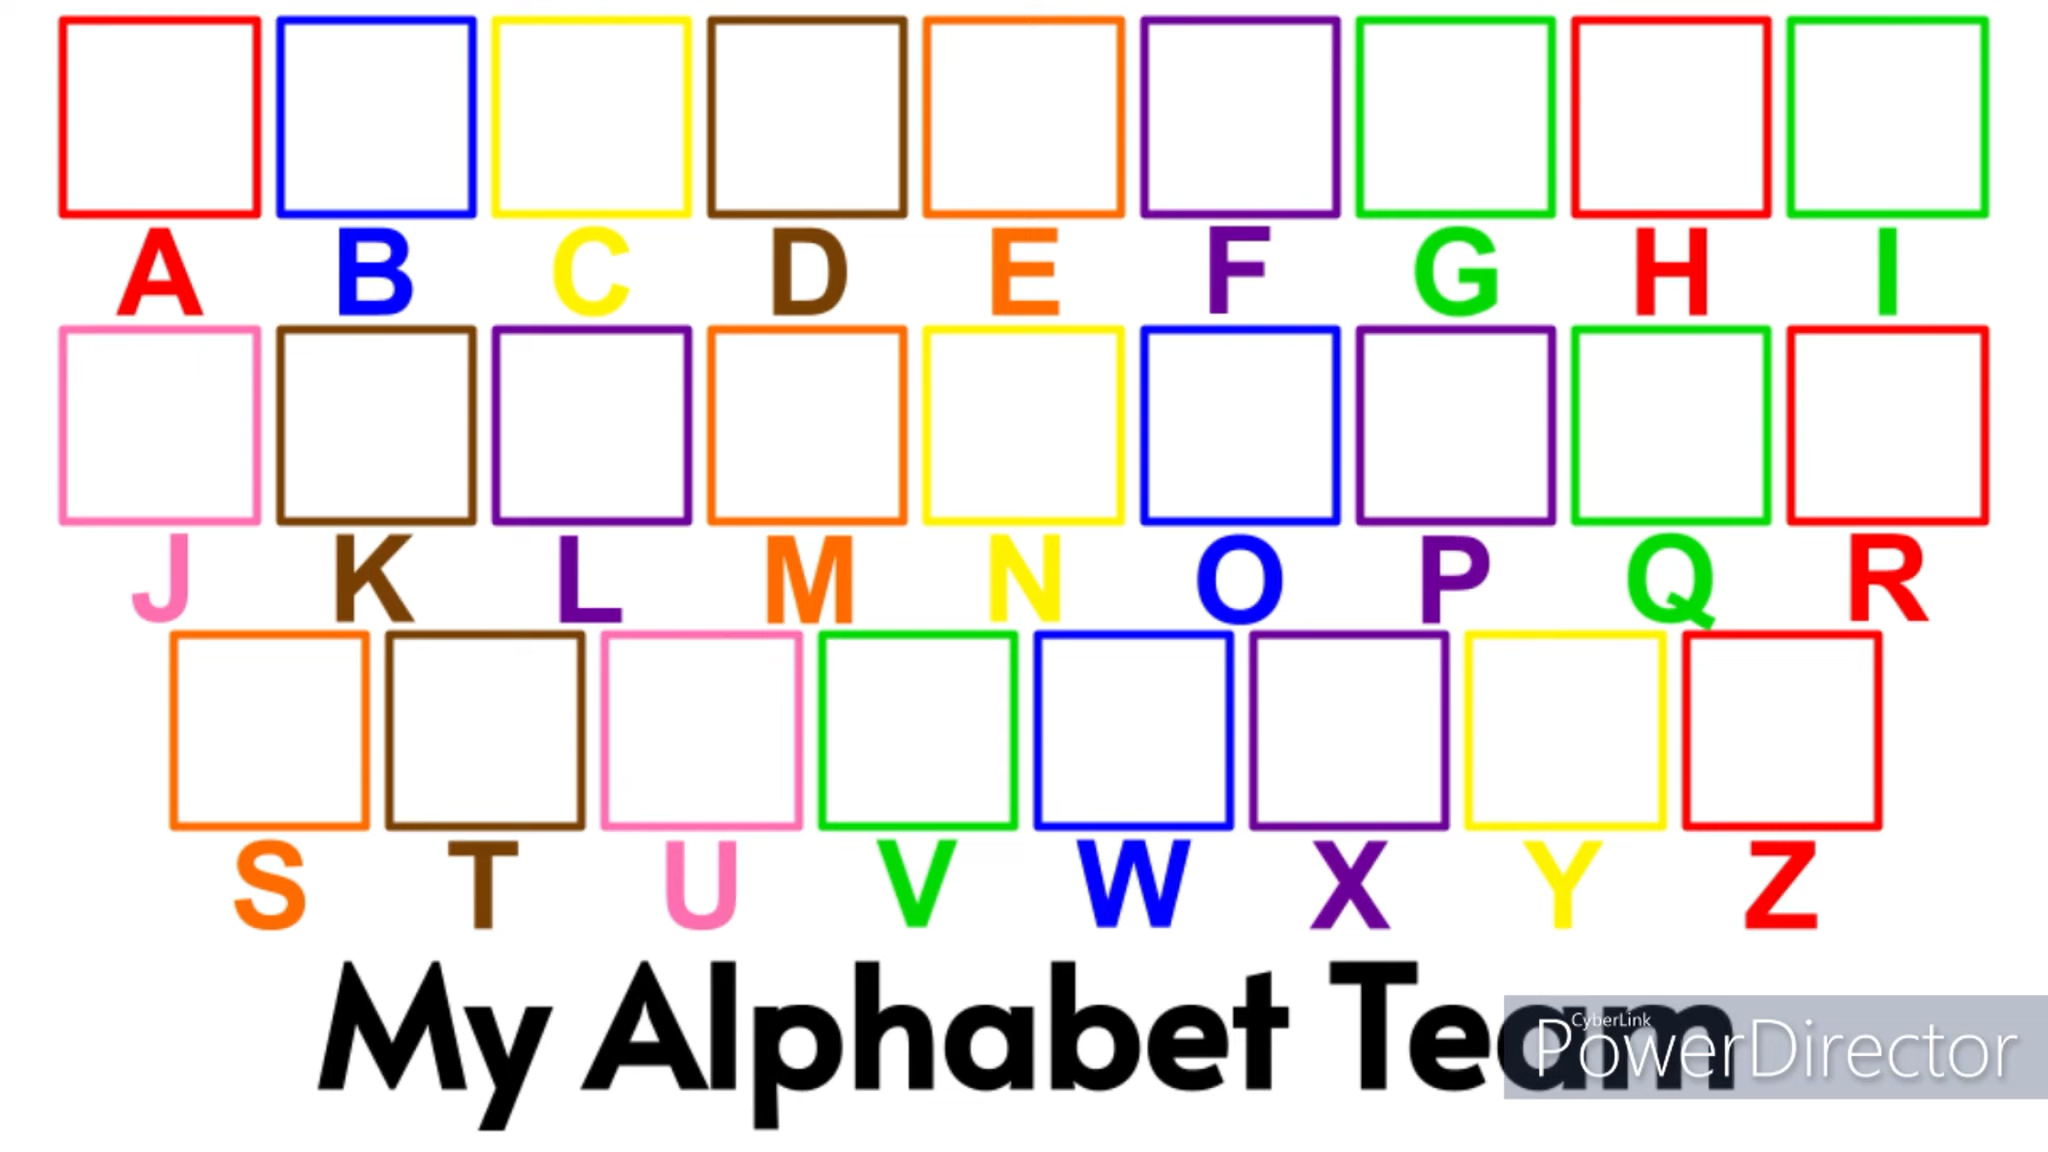 A B C D E F G H I
J K L M N O P Q R
S T U V W X Y Z
My Alphabet Team
CyberLink
PowerDirector